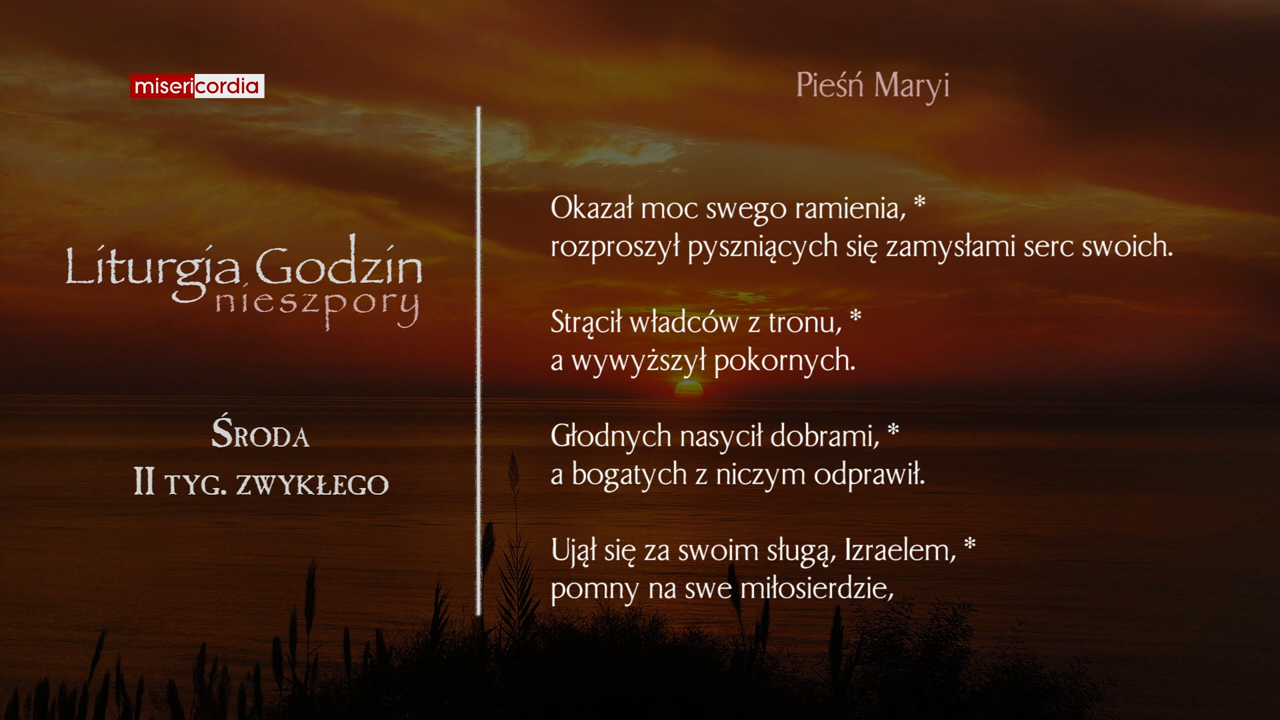 misericordia
Liturgia Godzin
nieszpory
Środa
II tyg. zwykłego
Pieśń Maryi
Okazał moc swego ramienia, *
rozproszył pyszniących się zamysłami serc swoich.
Strącił władców z tronu, *
a wywyższył pokornych.
Głodnych nasycił dobrami, *
a bogatych z niczym odprawił.
Ujął się za swoim sługą, Izraelem, *
pomny na swe miłosierdzie,